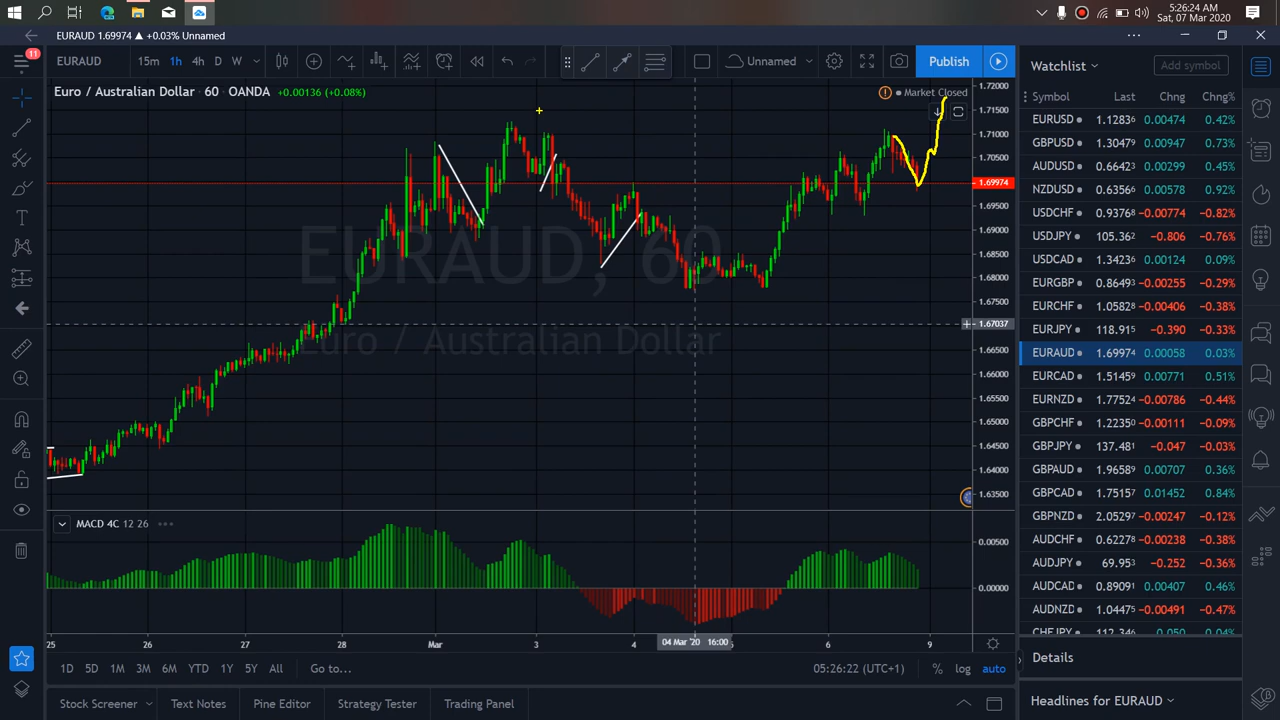 5:26:24
Sat, 07 Mar 2020
EURAUD 1.69974 ▲ +0.03% Unnamed
11
EURAUD 15m 1h 4h D W
Unnamed
Publish
Watchlist
Add symbol
Euro / Australian Dollar 60 OANDA +0.00136 (+0.08%)
Market Closed
EURAUD, 60
Euro / Australian Dollar
1.72000
1.71500
1.71000
1.70500
1.69974
1.69500
1.69000
1.68500
1.68000
1.67500
1.67037
1.66500
1.66000
1.65500
1.65000
1.64500
1.64000
1.63500
MACD 4C 12 26
0.00500
0.00000
25 26 27 28 Mar 3 4 04 Mar '20 16:00 6 9
1D 5D 1M 3M 6M YTD 1Y 5Y All Go to...
05:26:22 (UTC+1) % log auto
Stock Screener Text Notes Pine Editor Strategy Tester Trading Panel
Symbol Last Chng Chng%
EURUSD 1.12836 0.00474 0.42%
GBPUSD 1.30479 0.00947 0.73%
AUDUSD 0.66423 0.00299 0.45%
NZDUSD 0.63567 0.00578 0.92%
USDCHF 0.93768 -0.00774 -0.82%
USDJPY 105.362 -0.806 -0.76%
USDCAD 1.34236 0.00124 0.09%
EURGBP 0.86493 -0.00255 -0.29%
EURCHF 1.05828 -0.00406 -0.38%
EURJPY 118.915 -0.390 -0.33%
EURAUD 1.69974 0.00058 0.03%
EURCAD 1.51459 0.00771 0.51%
EURNZD 1.77524 -0.00786 -0.44%
GBPCHF 1.22350 -0.00111 -0.09%
GBPJPY 137.481 -0.047 -0.03%
GBPAUD 1.96589 0.00707 0.36%
GBPCAD 1.75157 0.01452 0.84%
GBPNZD 2.05297 -0.00247 -0.12%
AUDCHF 0.62278 -0.00238 -0.38%
AUDJPY 69.953 -0.252 -0.36%
AUDCAD 0.89091 0.00407 0.46%
AUDNZD 1.04475 -0.00491 -0.47%
CHFJPY 112.346 0.050 0.04%
Details
Headlines for EURAUD